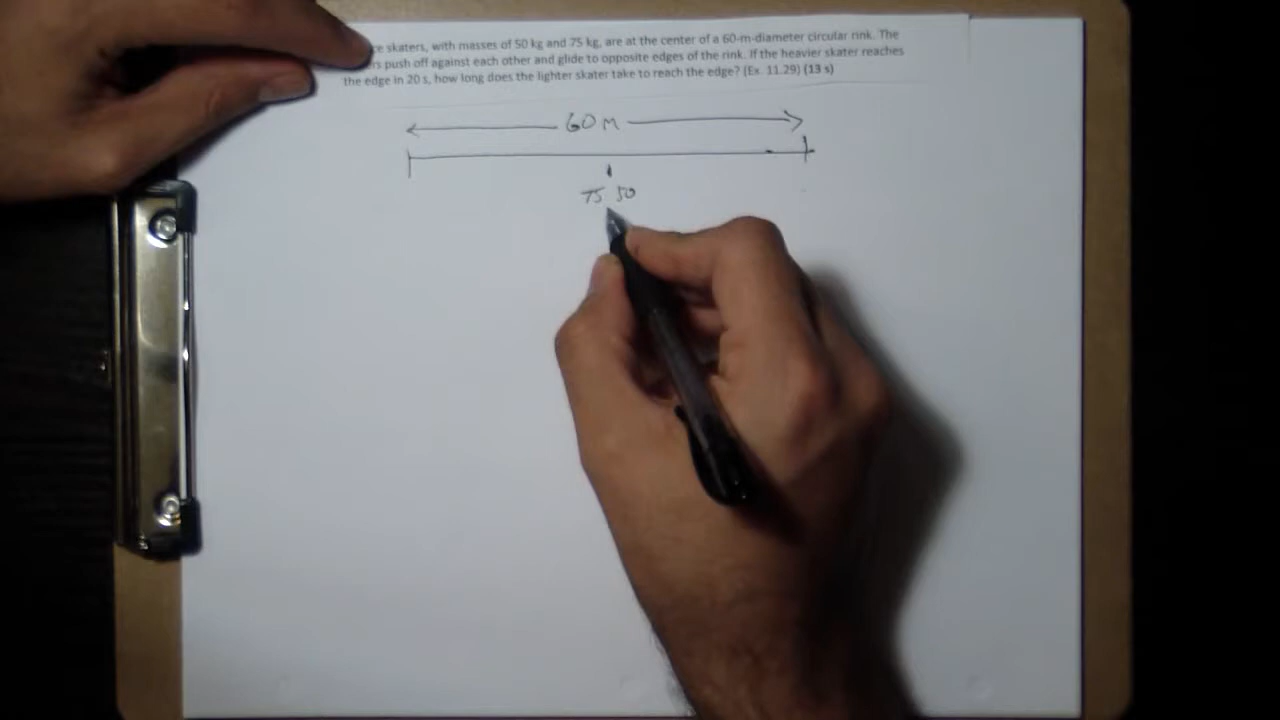 skaters, with masses of 50 kg and 75 kg, are at the center of a 60-m-diameter circular rink. The
push off against each other and glide to opposite edges of the rink. If the heavier skater reaches
the edge in 20 s, how long does the lighter skater take to reach the edge? (Ex. 11.29) (13 s)
60 M
75 50